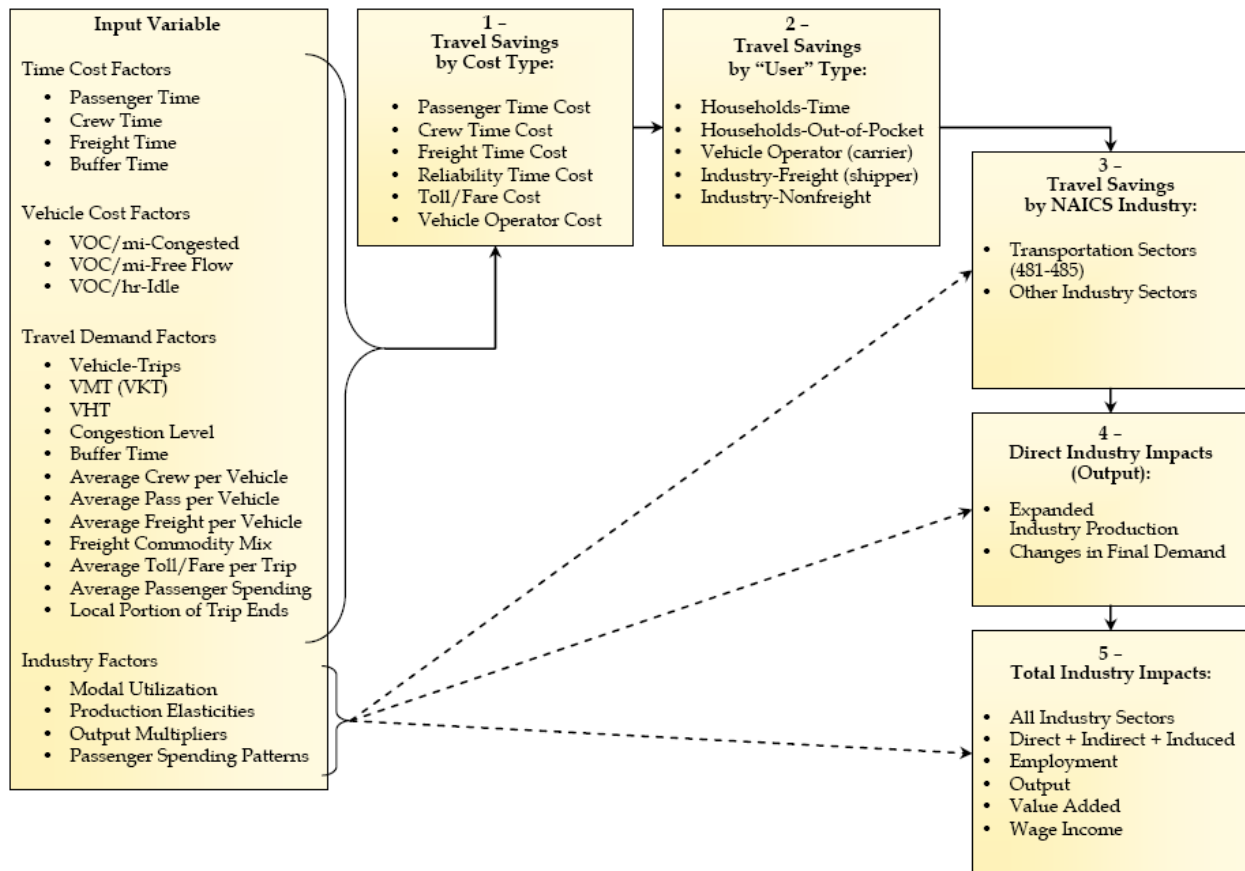 Input Variable
Time Cost Factors
• Passenger Time
• Crew Time
• Freight Time
• Buffer Time
Vehicle Cost Factors
• VOC/mi-Congested
• VOC/mi-Free Flow
• VOC/hr-Idle
Travel Demand Factors
• Vehicle-Trips
• VMT (VKT)
• VHT
• Congestion Level
• Buffer Time
• Average Crew per Vehicle
• Average Pass per Vehicle
• Average Freight per Vehicle
• Freight Commodity Mix
• Average Toll/Fare per Trip
• Average Passenger Spending
• Local Portion of Trip Ends
Industry Factors
• Modal Utilization
• Production Elasticities
• Output Multipliers
• Passenger Spending Patterns
1 –
Travel Savings
by Cost Type:
• Passenger Time Cost
• Crew Time Cost
• Freight Time Cost
• Reliability Time Cost
• Toll/Fare Cost
• Vehicle Operator Cost
2 –
Travel Savings
by “User” Type:
• Households-Time
• Households-Out-of-Pocket
• Vehicle Operator (carrier)
• Industry-Freight (shipper)
• Industry-Nonfreight
3 –
Travel Savings
by NAICS Industry:
• Transportation Sectors
(481-485)
• Other Industry Sectors
4 –
Direct Industry Impacts
(Output):
• Expanded
Industry Production
• Changes in Final Demand
5 –
Total Industry Impacts:
• All Industry Sectors
• Direct + Indirect + Induced
• Employment
• Output
• Value Added
• Wage Income